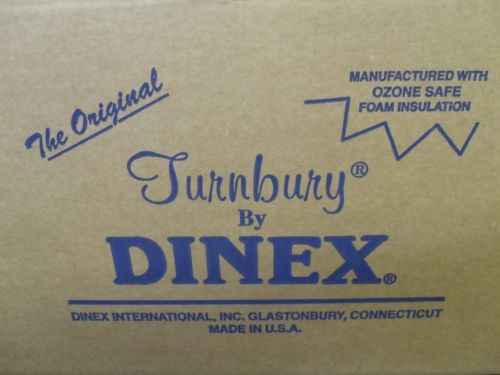 The Original
MANUFACTURED WITH
OZONE SAFE
FOAM INSULATION
Turnbury®
By
DINEX®
DINEX INTERNATIONAL, INC. GLASTONBURY, CONNECTICUT
MADE IN U.S.A.